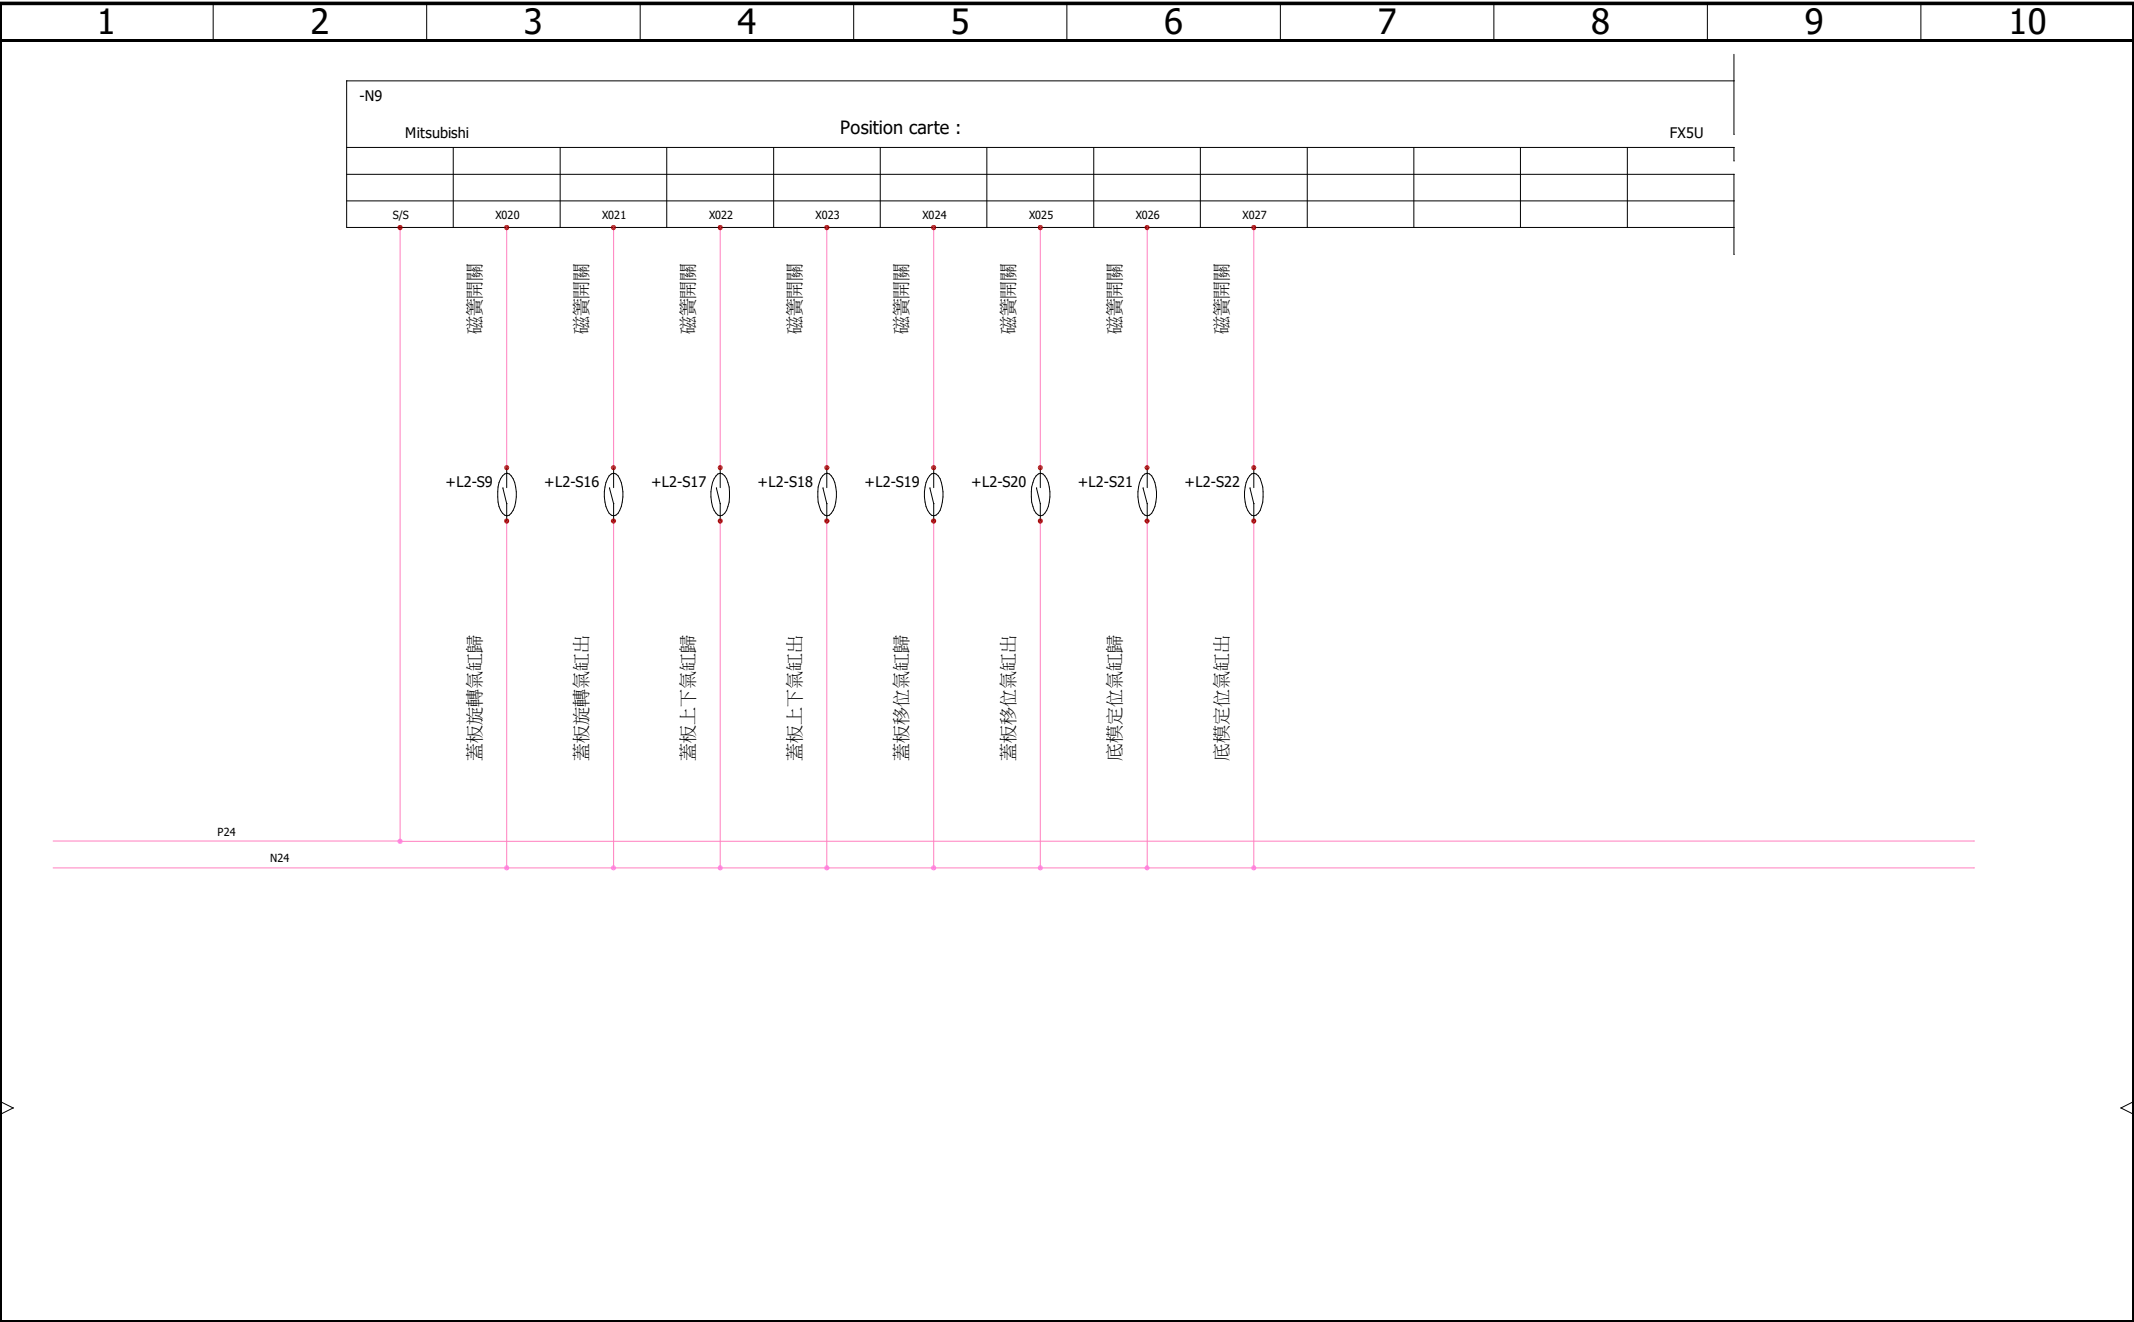 1 2 3 4 5 6 7 8 9 10
-N9
Mitsubishi Position carte : FX5U
S/S X020 X021 X022 X023 X024 X025 X026 X027
磁簧開關 磁簧開關 磁簧開關 磁簧開關 磁簧開關 磁簧開關 磁簧開關 磁簧開關
+L2-S9 +L2-S16 +L2-S17 +L2-S18 +L2-S19 +L2-S20 +L2-S21 +L2-S22
蓋板旋轉氣缸歸
蓋板旋轉氣缸出
蓋板上下氣缸歸
蓋板上下氣缸出
蓋板移位氣缸歸
蓋板移位氣缸出
底模定位氣缸歸
底模定位氣缸出
P24
N24